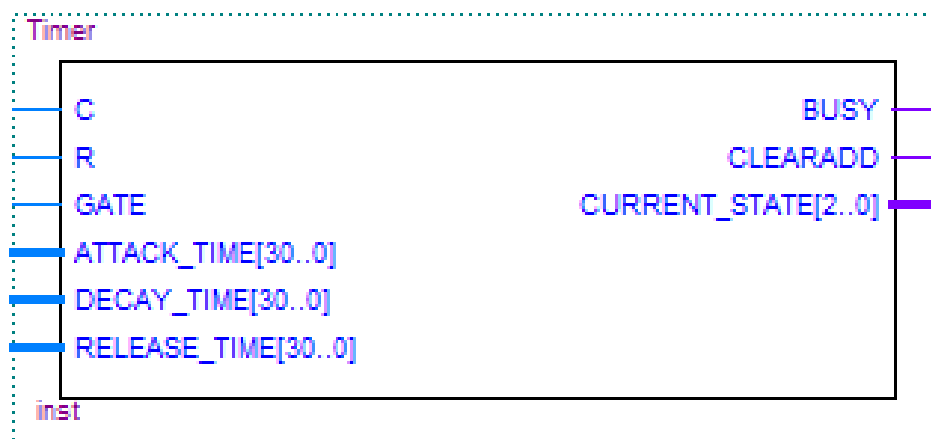 Timer
C
BUSY
R
CLEARADD
GATE
CURRENT_STATE[2..0]
ATTACK_TIME[30..0]
DECAY_TIME[30..0]
RELEASE_TIME[30..0]
inst